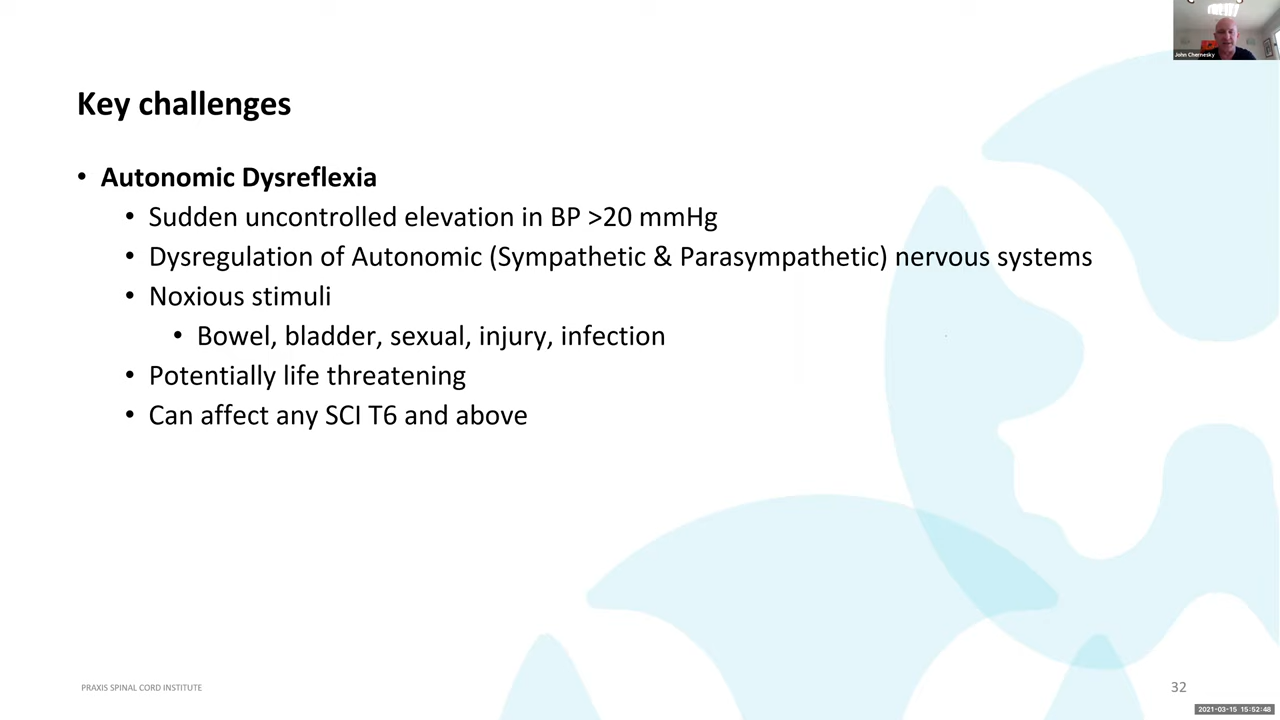 John Chernesky
Key challenges
• Autonomic Dysreflexia
• Sudden uncontrolled elevation in BP >20 mmHg
• Dysregulation of Autonomic (Sympathetic & Parasympathetic) nervous systems
• Noxious stimuli
• Bowel, bladder, sexual, injury, infection
• Potentially life threatening
• Can affect any SCI T6 and above
PRAXIS SPINAL CORD INSTITUTE
32
2021-03-15 15:52:48